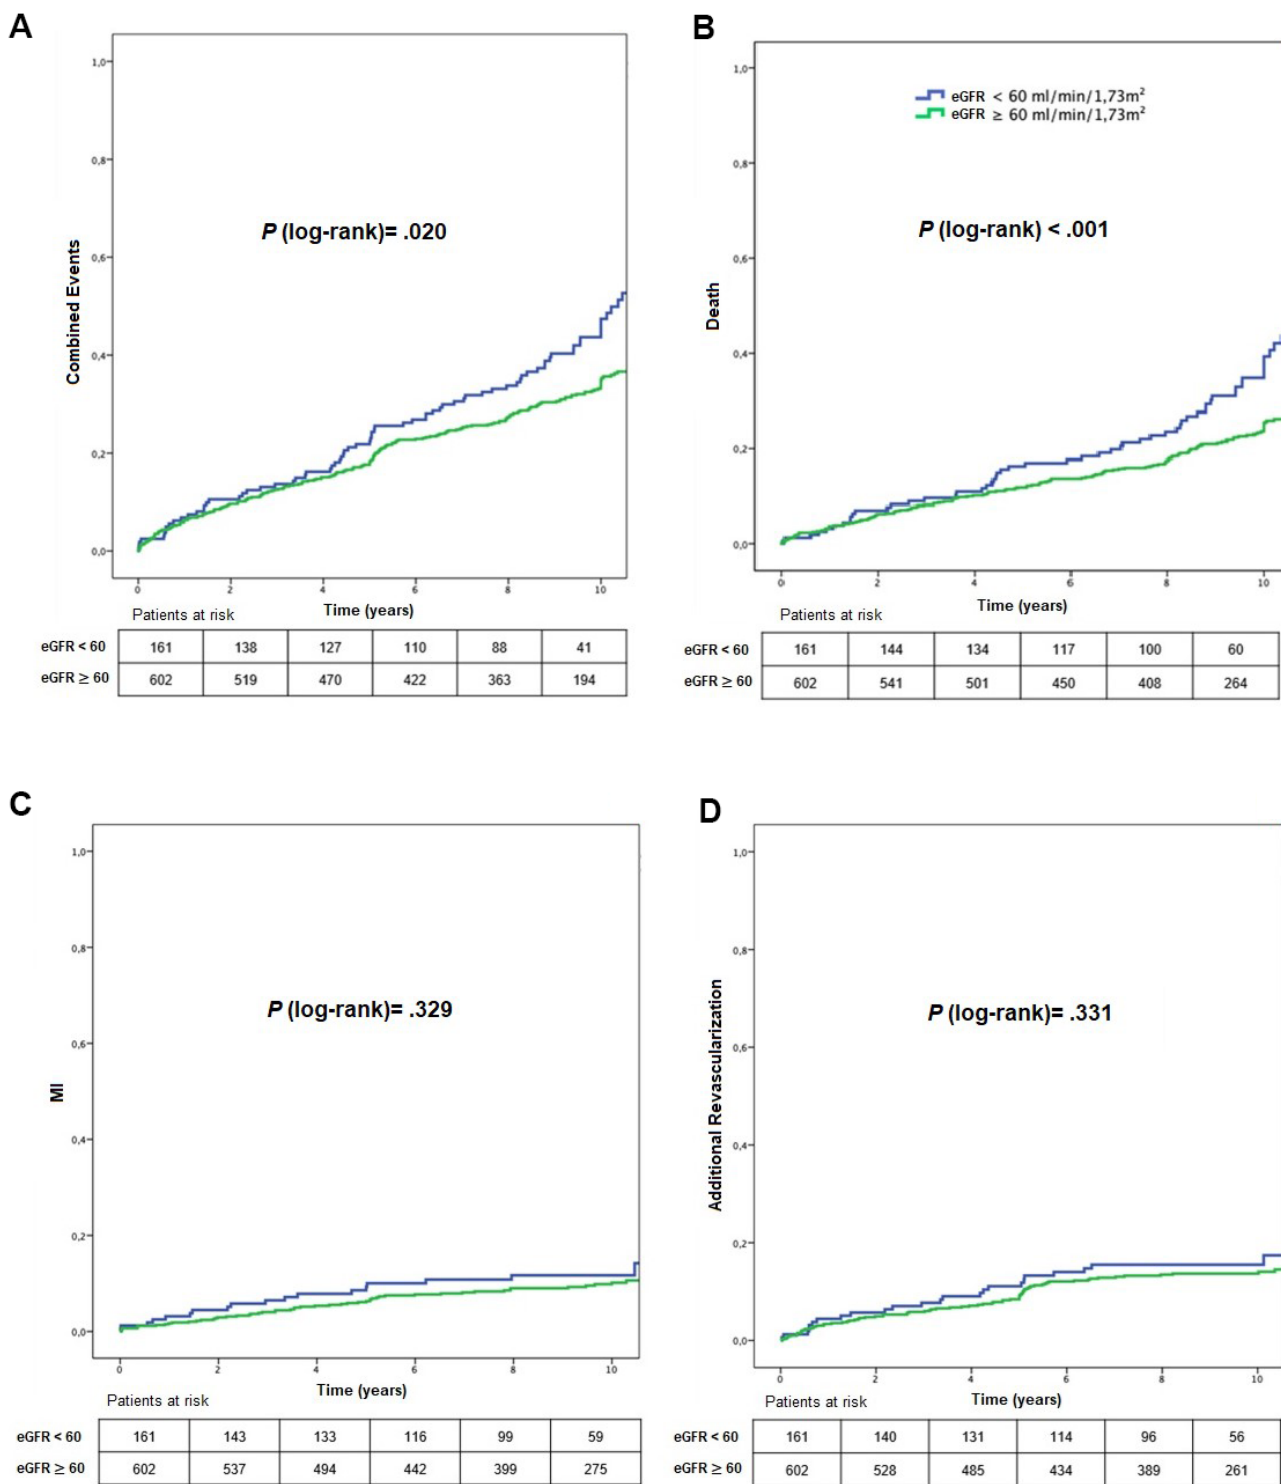 A
1,0
0,8
0,6
0,4
0,2
0,0
Combined Events
P (log-rank)= .020
0 2 4 6 8 10
Patients at risk
Time (years)
eGFR < 60 161 138 127 110 88 41
eGFR ≥ 60 602 519 470 422 363 194
B
1,0
0,8
0,6
0,4
0,2
0,0
Death
eGFR < 60 ml/min/1,73m²
eGFR ≥ 60 ml/min/1,73m²
P (log-rank) < .001
0 2 4 6 8 10
Patients at risk
Time (years)
eGFR < 60 161 144 134 117 100 60
eGFR ≥ 60 602 541 501 450 408 264
C
1,0
0,8
0,6
0,4
0,2
0,0
MI
P (log-rank)= .329
0 2 4 6 8 10
Patients at risk
Time (years)
eGFR < 60 161 143 133 116 99 59
eGFR ≥ 60 602 537 494 442 399 275
D
1,0
0,8
0,6
0,4
0,2
0,0
Additional Revascularization
P (log-rank)= .331
0 2 4 6 8 10
Patients at risk
Time (years)
eGFR < 60 161 140 131 114 96 56
eGFR ≥ 60 602 528 485 434 389 261